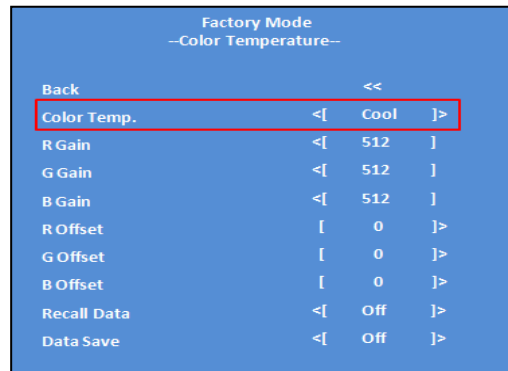 Factory Mode
--Color Temperature--
Back <<
Color Temp. <[ Cool ]>
R Gain <[ 512 ]
G Gain <[ 512 ]
B Gain <[ 512 ]
R Offset [ 0 ]>
G Offset [ 0 ]>
B Offset [ 0 ]>
Recall Data <[ Off ]>
Data Save <[ Off ]>